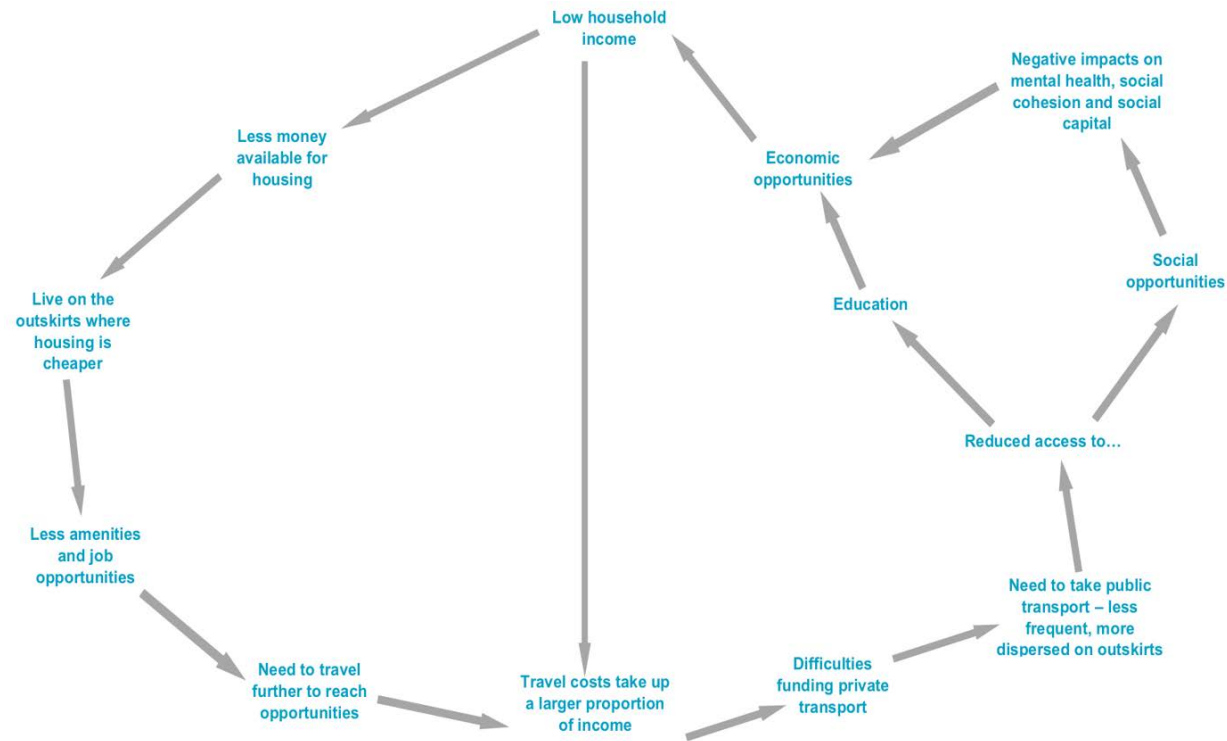 Low household
income
Negative impacts on
mental health, social
cohesion and social
capital
Less money
available for
housing
Economic
opportunities
Social
opportunities
Live on the
outskirts where
housing is
cheaper
Education
Reduced access to…
Less amenities
and job
opportunities
Need to take public
transport – less
frequent, more
dispersed on outskirts
Need to travel
further to reach
opportunities
Travel costs take up
a larger proportion
of income
Difficulties
funding private
transport